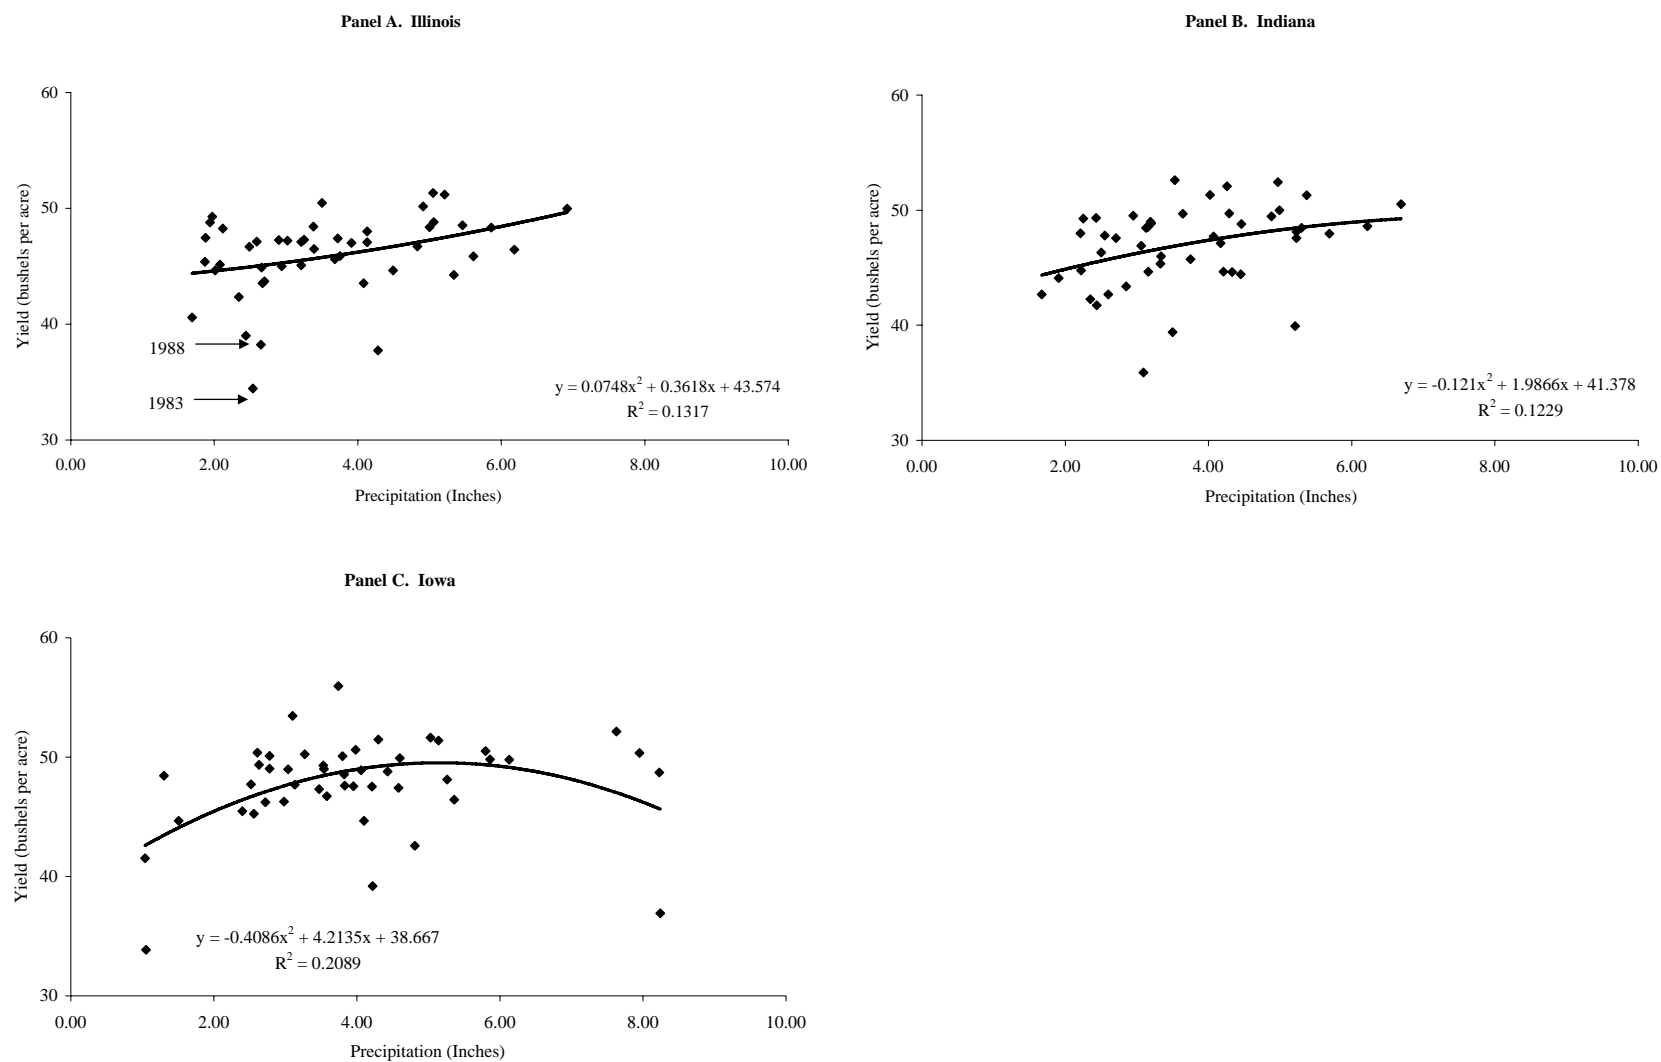 Panel A.  Illinois
60
50
40
30
Yield (bushels per acre)
1988
1983
y = 0.0748x² + 0.3618x + 43.574
R² = 0.1317
0.00 2.00 4.00 6.00 8.00 10.00
Precipitation (Inches)
Panel B.  Indiana
60
50
40
30
Yield (bushels per acre)
y = -0.121x² + 1.9866x + 41.378
R² = 0.1229
0.00 2.00 4.00 6.00 8.00 10.00
Precipitation (Inches)
Panel C.  Iowa
60
50
40
30
Yield (bushels per acre)
y = -0.4086x² + 4.2135x + 38.667
R² = 0.2089
0.00 2.00 4.00 6.00 8.00 10.00
Precipitation (Inches)